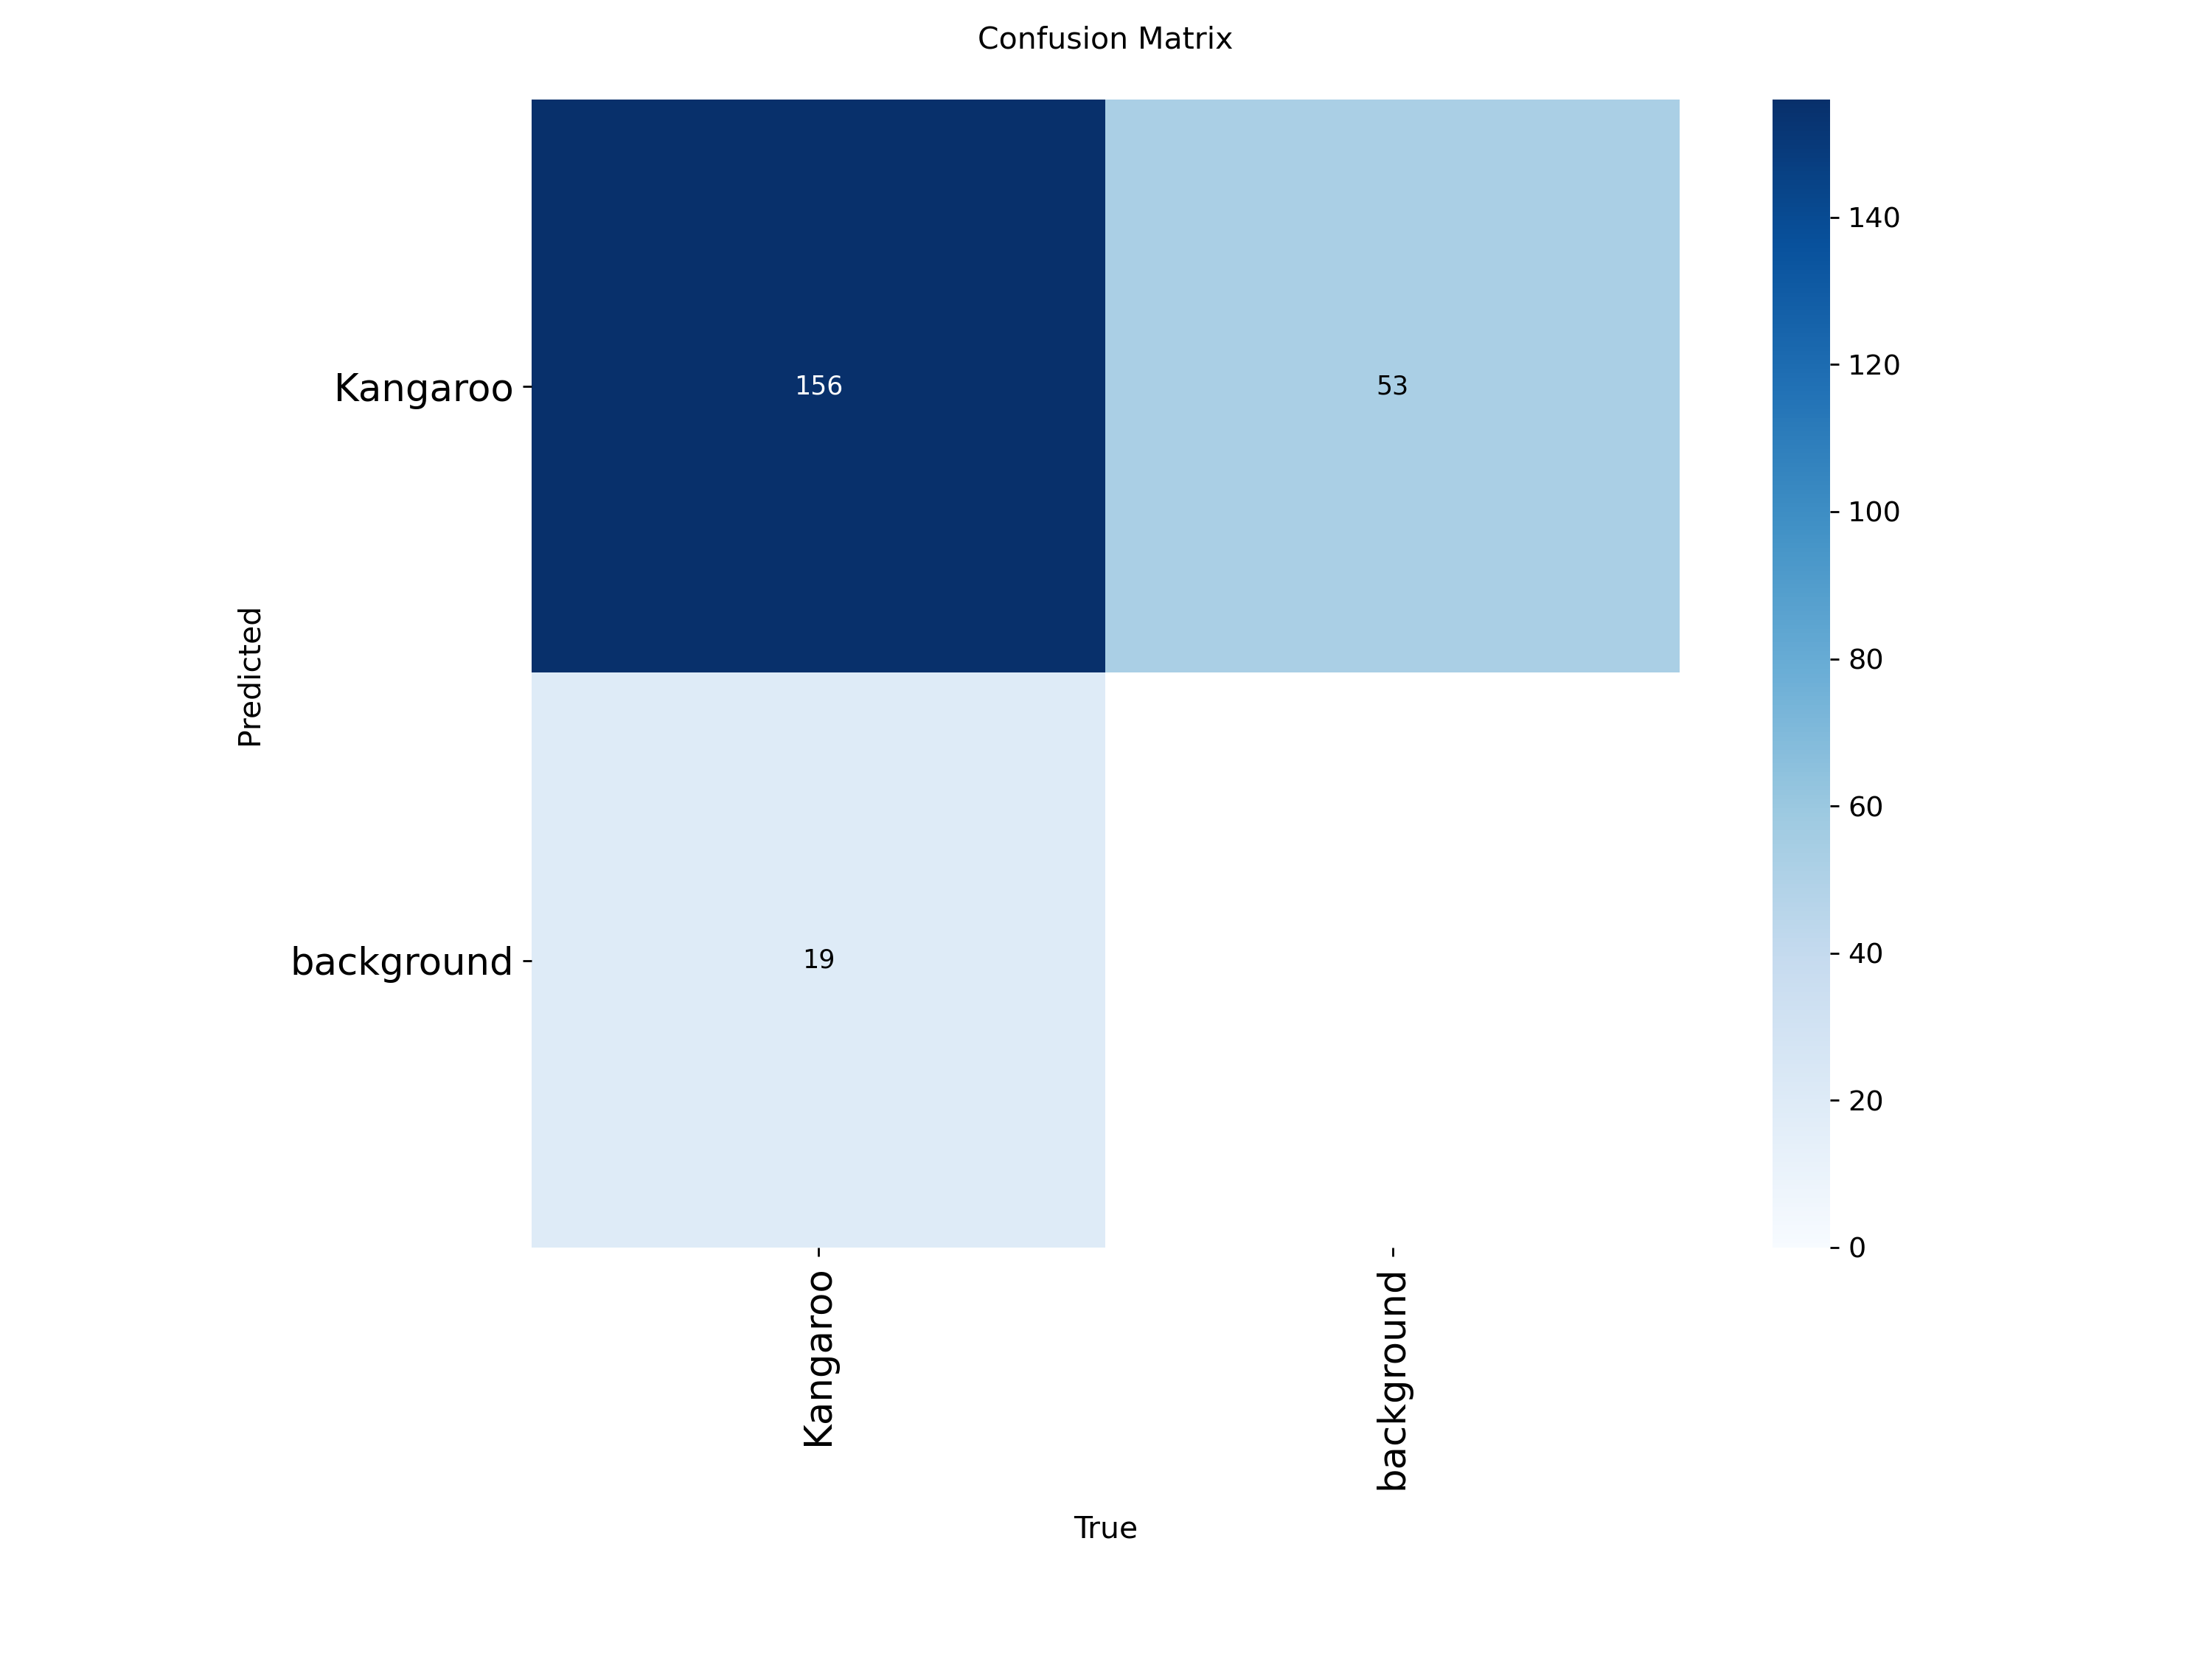 Confusion Matrix
Predicted
Kangaroo
background
156
53
19
140
120
100
80
60
40
20
0
Kangaroo
background
True